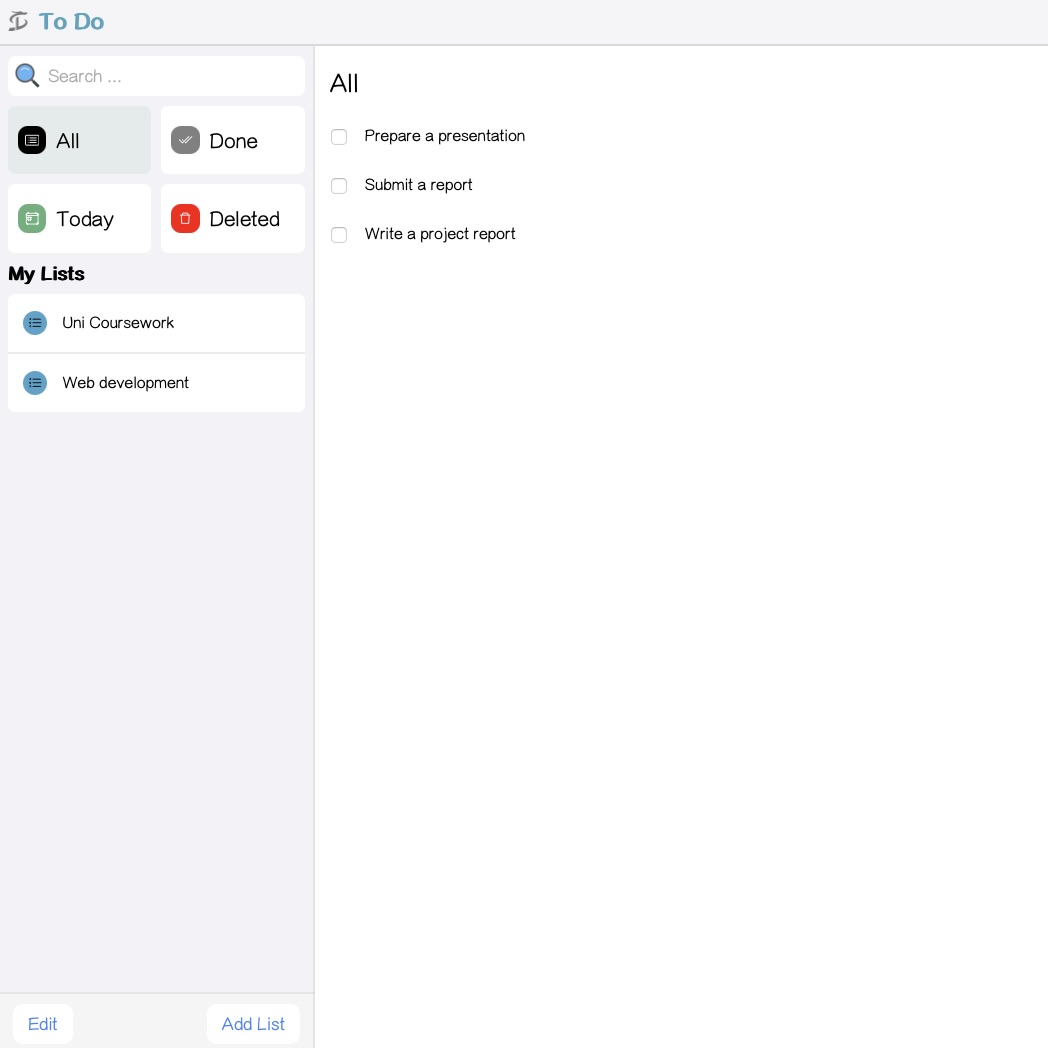 To Do
Search ...
All
Done
Today
Deleted
My Lists
Uni Coursework
Web development
Edit
Add List
All
Prepare a presentation
Submit a report
Write a project report